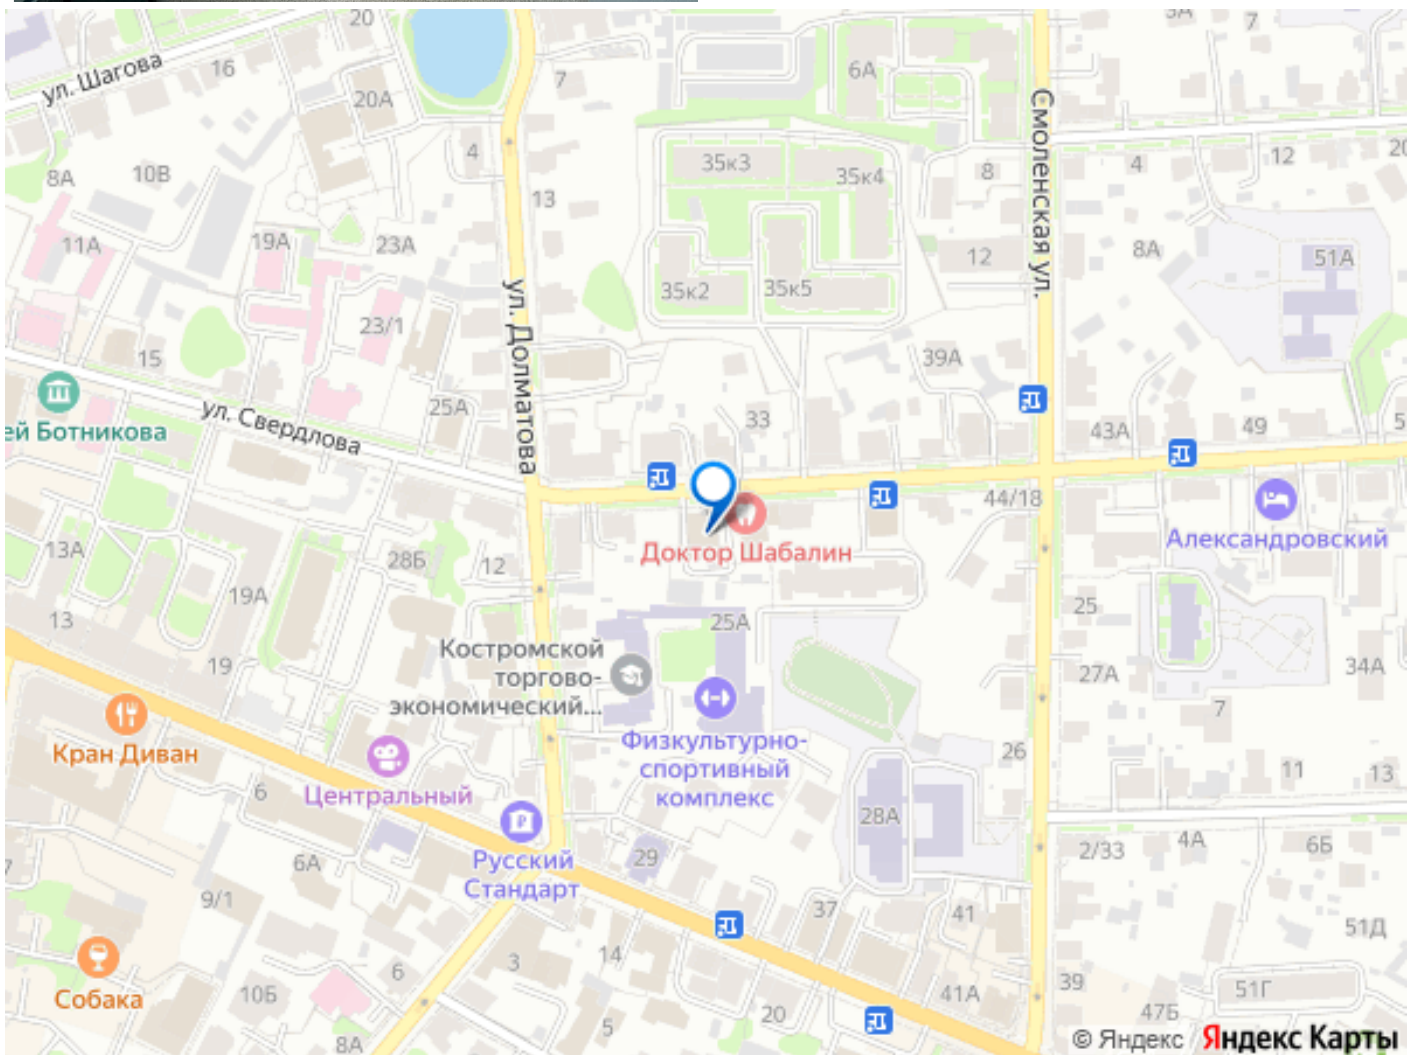 20
3А
7
ул. Шагова
16
7
6А
20А
Смоленская ул.
4
35к3
35к4
8
4
12
20
8А
10В
13
11А
19А
23А
12
8А
51А
35к2
35к5
ул. Долматова
23/1
15
39А
25А
33
43А
49
5
ей Ботникова
ул. Свердлова
44/18
Александровский
Доктор Шабалин
13А
28Б
12
19А
25
25А
13
Костромской
торгово-
экономический...
19
27А
34А
7
Физкультурно-
спортивный
комплекс
Кран Диван
26
11
13
Центральный
6
28А
2/33
4А
6Б
6А
Русский
Стандарт
29
7
9/1
37
41
51Д
14
3
6
Собака
10Б
39
41А
51Г
47Б
20
5
8А
© Яндекс Яндекс Карты